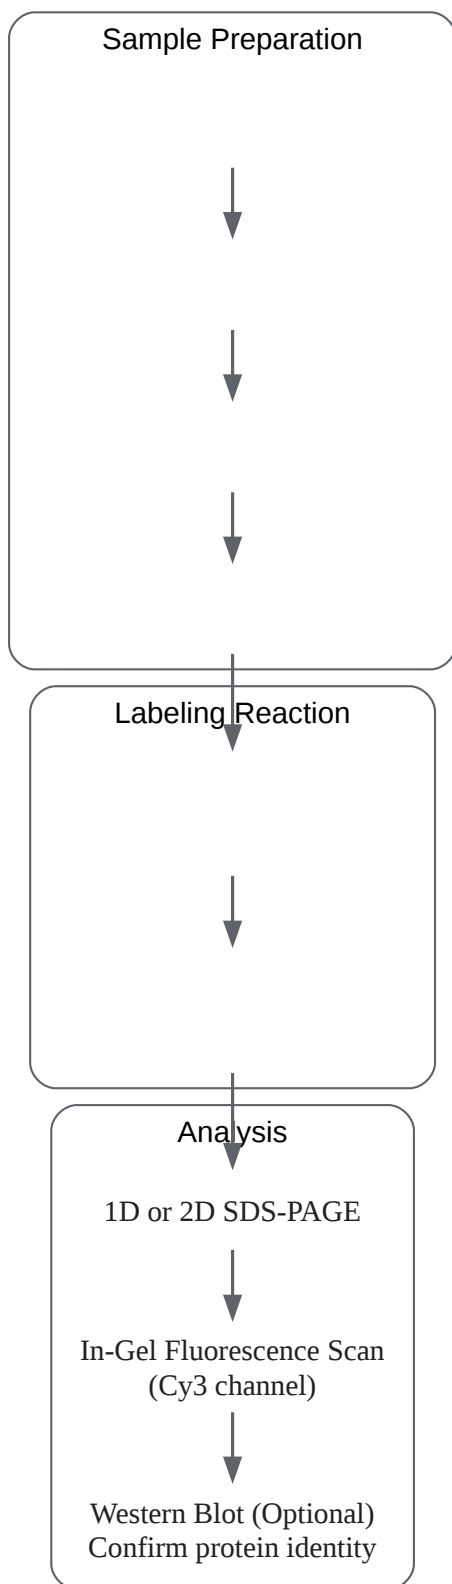 Sample Preparation
Labeling Reaction
Analysis
1D or 2D SDS-PAGE
In-Gel Fluorescence Scan
(Cy3 channel)
Western Blot (Optional)
Confirm protein identity